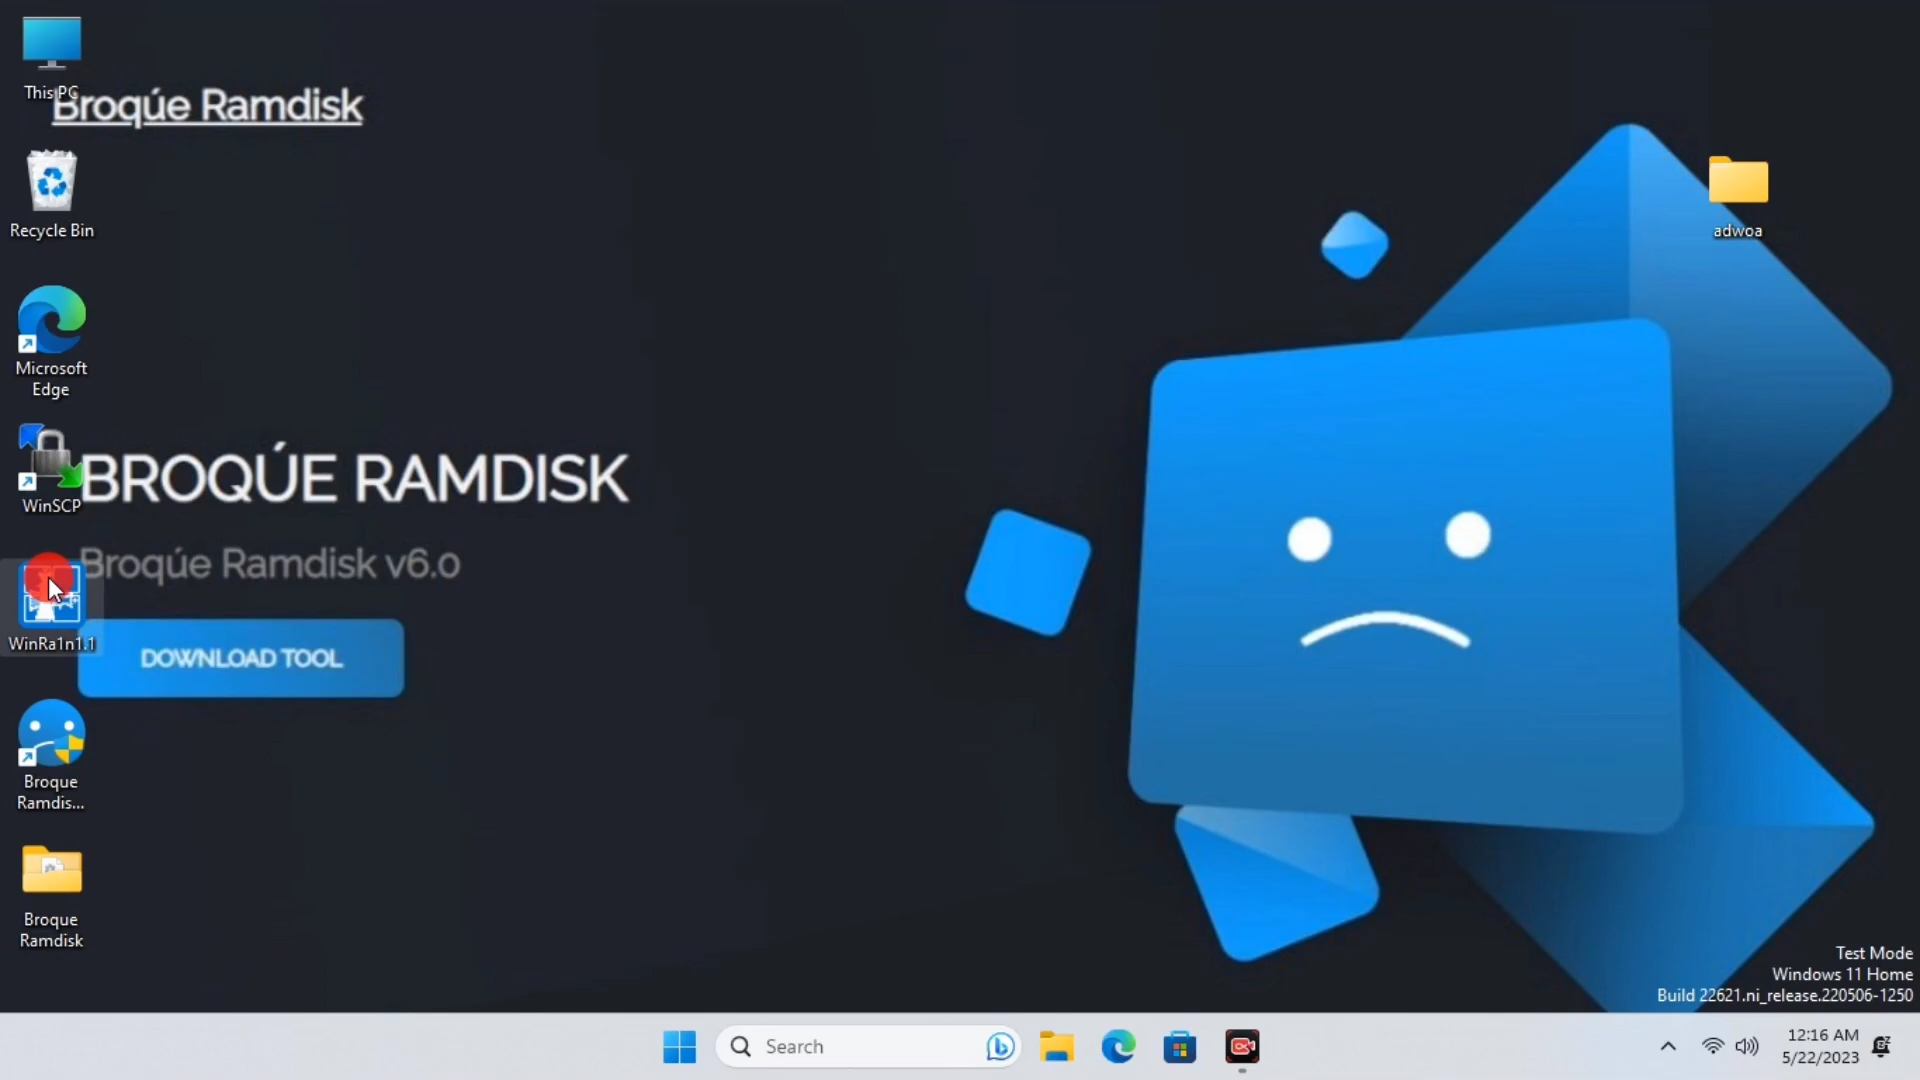 This PC
Broqúe Ramdisk
Recycle Bin
adwoa
Microsoft
Edge
WinSCP
BROQÚE RAMDISK
Broqúe Ramdisk v6.0
WinRa1n1.1
DOWNLOAD TOOL
Broque
Ramdis...
Broque
Ramdisk
Test Mode
Windows 11 Home
Build 22621.ni_release.220506-1250
Search
12:16 AM
5/22/2023